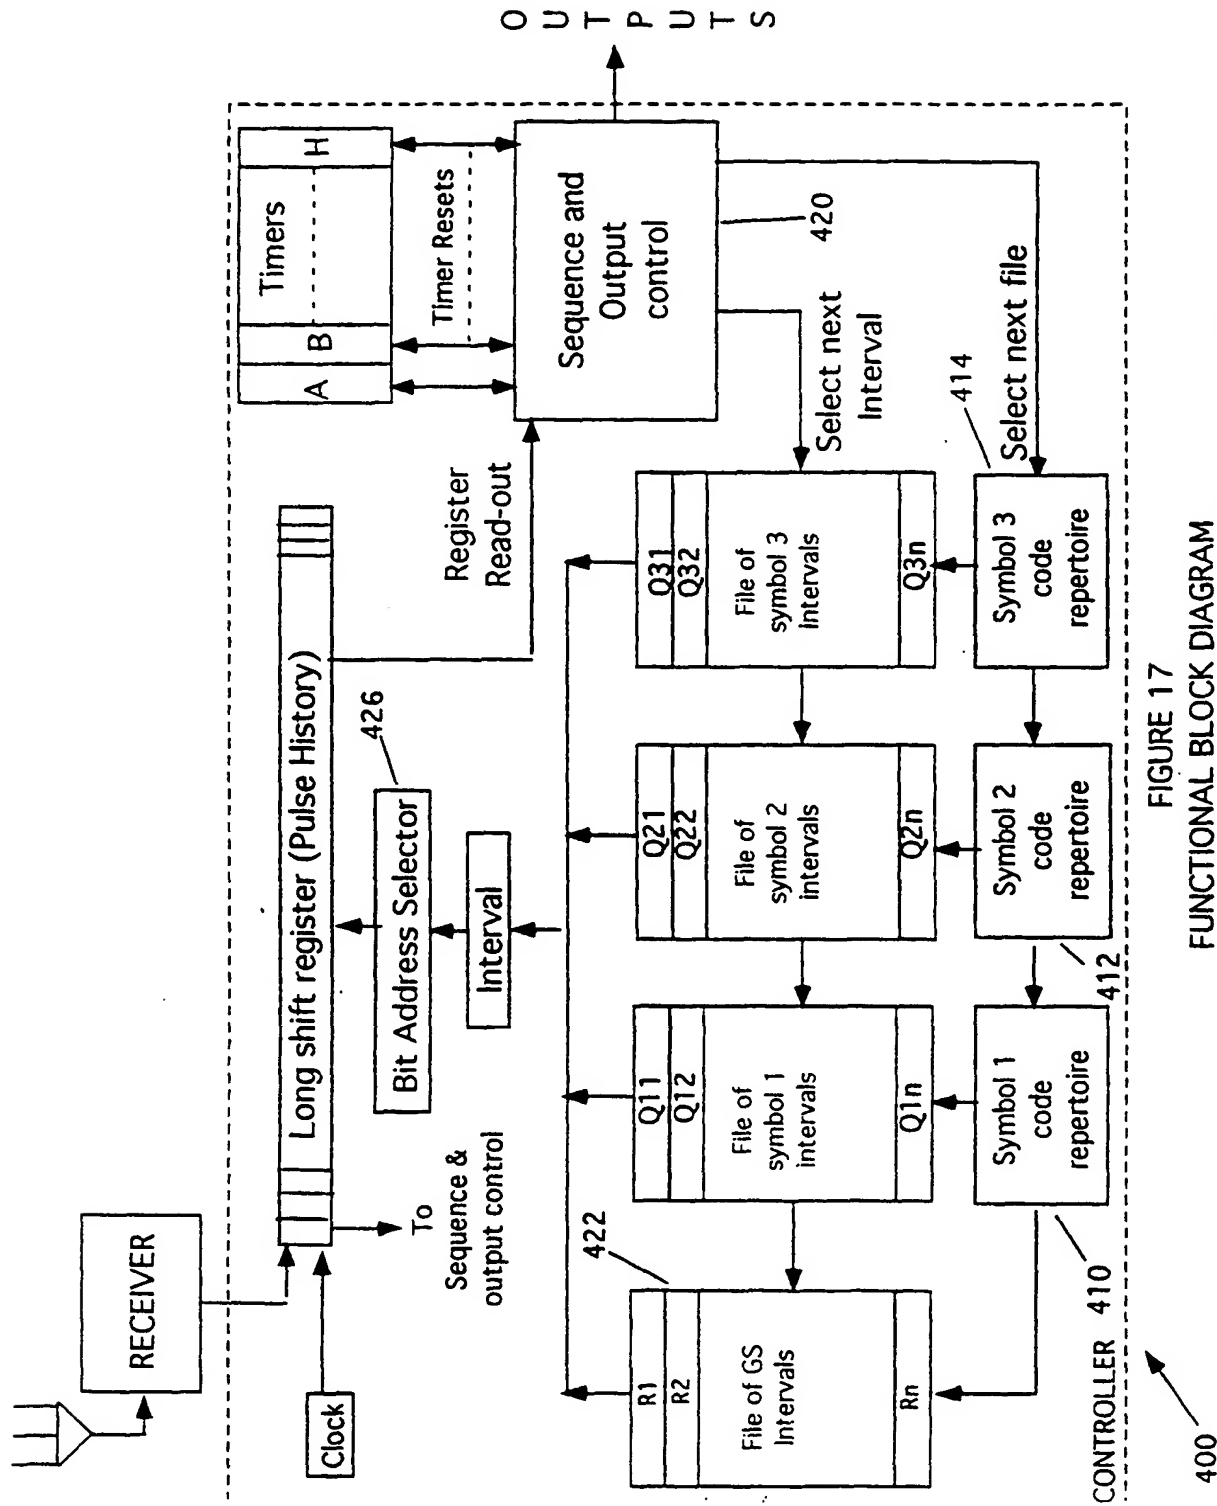 OUTPUTS
RECEIVER
Clock
Long shift register (Pulse History)
To
Sequence &
output control
Bit Address Selector
426
Interval
Register
Read-out
A
B
Timers
H
Timer Resets
Sequence and
Output
control
420
Select next
Interval
Select next file
422
R1
R2
File of GS
Intervals
Rn
Q11
Q12
File of
symbol 1
intervals
Q1n
Q21
Q22
File of
symbol 2
intervals
Q2n
Q31
Q32
File of
symbol 3
intervals
Q3n
Symbol 1
code
repertoire
410
Symbol 2
code
repertoire
412
Symbol 3
code
repertoire
414
CONTROLLER
400
FIGURE 17
FUNCTIONAL BLOCK DIAGRAM